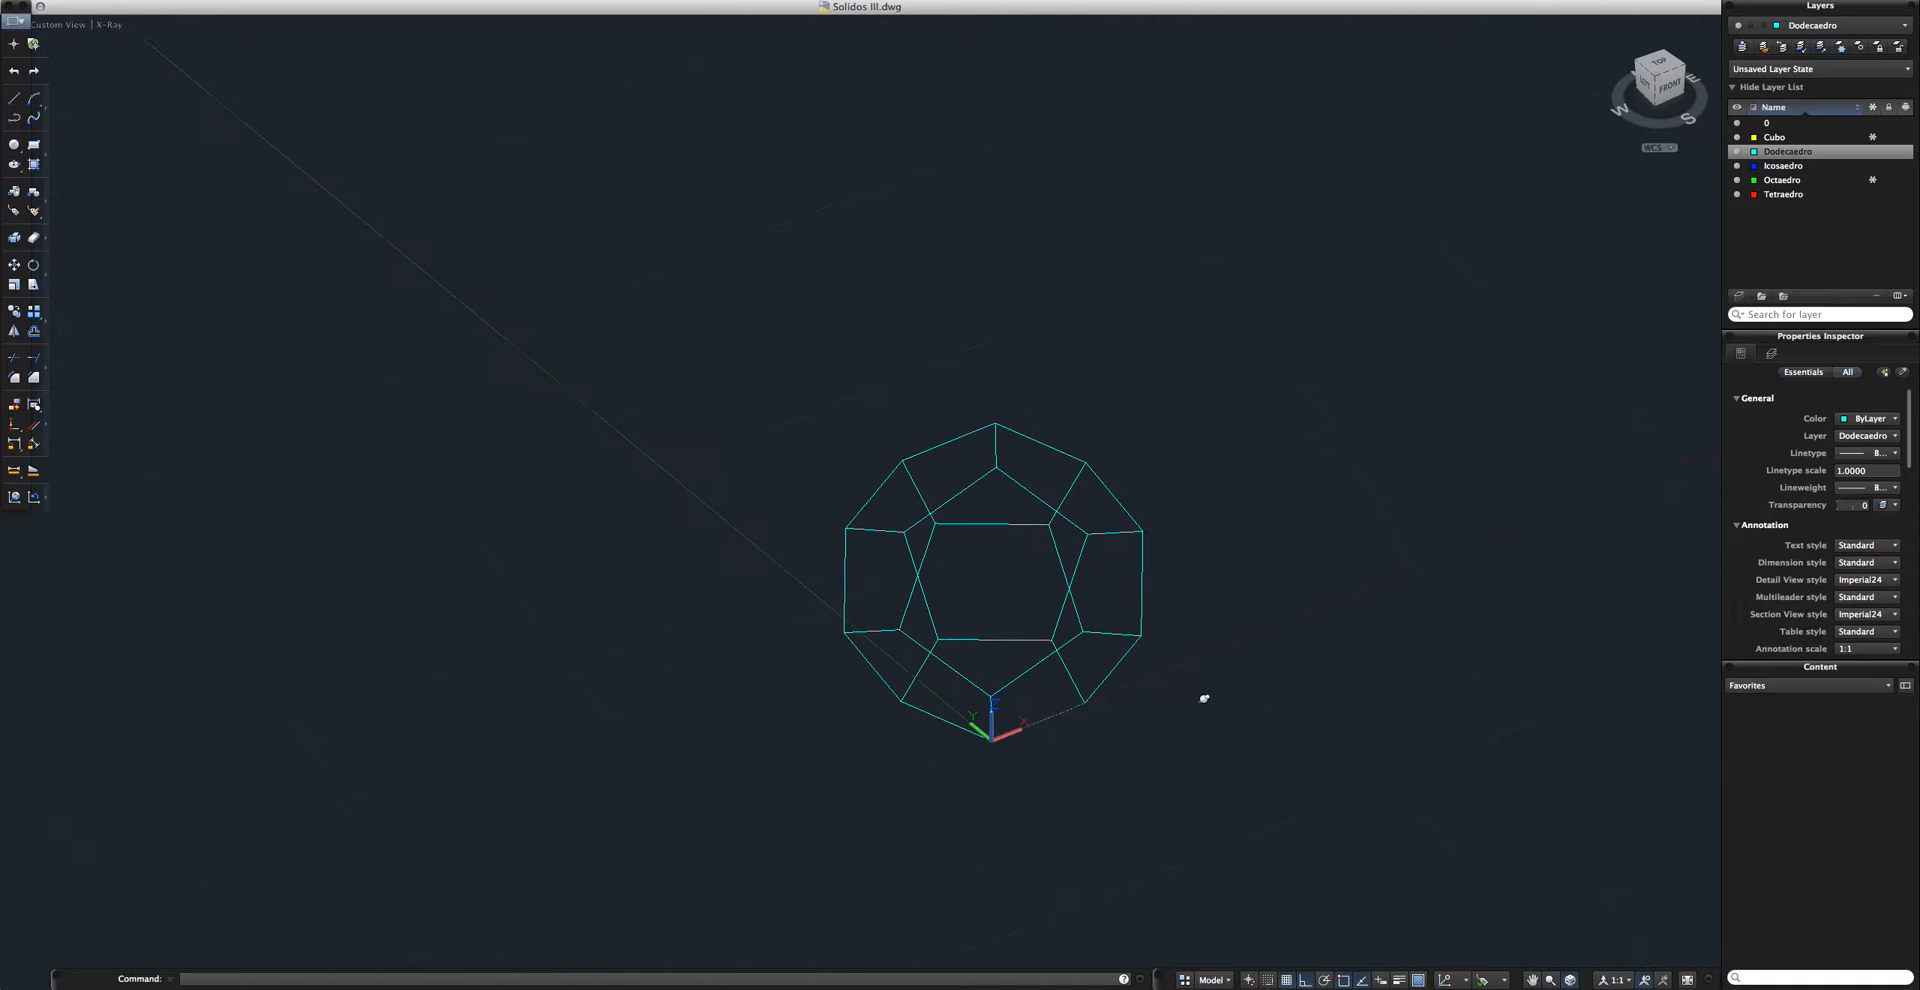 Solidos III.dwg
Custom View | X-Ray
TOP
LEFT
FRONT
W
S
E
WCS
Y
Z
X
Command:
?
Model
1:1
Layers
Dodecaedro
Unsaved Layer State
Hide Layer List
Name
0
Cubo
Dodecaedro
Icosaedro
Octaedro
Tetraedro
Search for layer
Properties Inspector
Essentials All
General
Color ByLayer
Layer Dodecaedro
Linetype B...
Linetype scale 1.0000
Lineweight B...
Transparency 0
Annotation
Text style Standard
Dimension style Standard
Detail View style Imperial24
Multileader style Standard
Section View style Imperial24
Table style Standard
Annotation scale 1:1
Content
Favorites